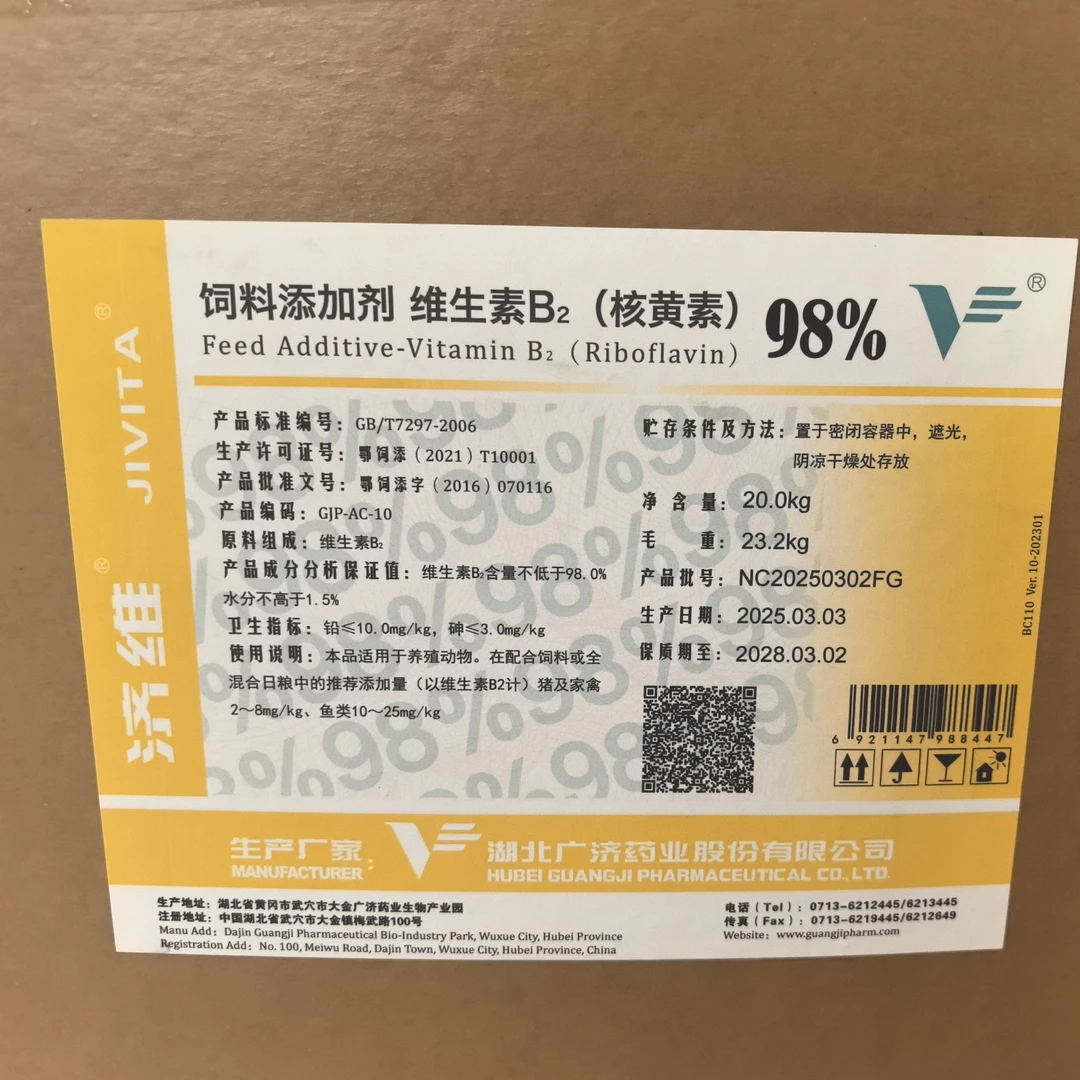 饲料添加剂 维生素B₂（核黄素） 98% ®
Feed Additive-Vitamin B₂（Riboflavin）
JIVITA ®
济维 ®
产品标准编号：GB/T7297-2006
生产许可证号：鄂饲添（2021）T10001
产品批准文号：鄂饲添字（2016）070116
产品编码：GJP-AC-10
原料组成：维生素B₂
产品成分分析保证值：维生素B₂含量不低于98.0%
水分不高于1.5%
卫生指标：铅≤10.0mg/kg，砷≤3.0mg/kg
使用说明：本品适用于养殖动物。在配合饲料或全
混合日粮中的推荐添加量（以维生素B2计）猪及家禽
2～8mg/kg、鱼类10～25mg/kg
贮存条件及方法：置于密闭容器中，遮光，
阴凉干燥处存放
净含量：20.0kg
毛重：23.2kg
产品批号：NC20250302FG
生产日期：2025.03.03
保质期至：2028.03.02
6 921147 988447
BC110 Ver. 10-202301
生产厂家：
MANUFACTURER
湖北广济药业股份有限公司
HUBEI GUANGJI PHARMACEUTICAL CO., LTD.
生产地址：湖北省黄冈市武穴市大金广济药业生物产业园
注册地址：中国湖北省武穴市大金镇梅武路100号
Manu Add：Dajin Guangji Pharmaceutical Bio-Industry Park, Wuxue City, Hubei Province
Registration Add：No. 100, Meiwu Road, Dajin Town, Wuxue City, Hubei Province, China
电话（Tel）：0713-6212445/6213445
传真（Fax）：0713-6219445/6212649
Website：www.guangjipharm.com